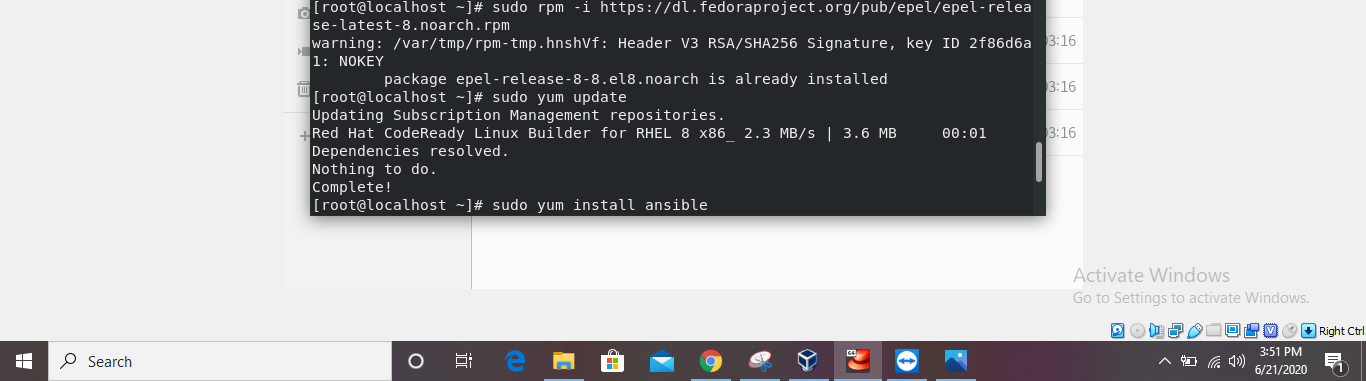 [root@localhost ~]# sudo rpm -i https://dl.fedoraproject.org/pub/epel/epel-relea
se-latest-8.noarch.rpm
warning: /var/tmp/rpm-tmp.hnshVf: Header V3 RSA/SHA256 Signature, key ID 2f86d6a
1: NOKEY
package epel-release-8-8.el8.noarch is already installed
[root@localhost ~]# sudo yum update
Updating Subscription Management repositories.
Red Hat CodeReady Linux Builder for RHEL 8 x86_ 2.3 MB/s | 3.6 MB 00:01
Dependencies resolved.
Nothing to do.
Complete!
[root@localhost ~]# sudo yum install ansible
03:16
03:16
03:16
Activate Windows
Go to Settings to activate Windows.
Right Ctrl
Search
64
3:51 PM
6/21/2020
1